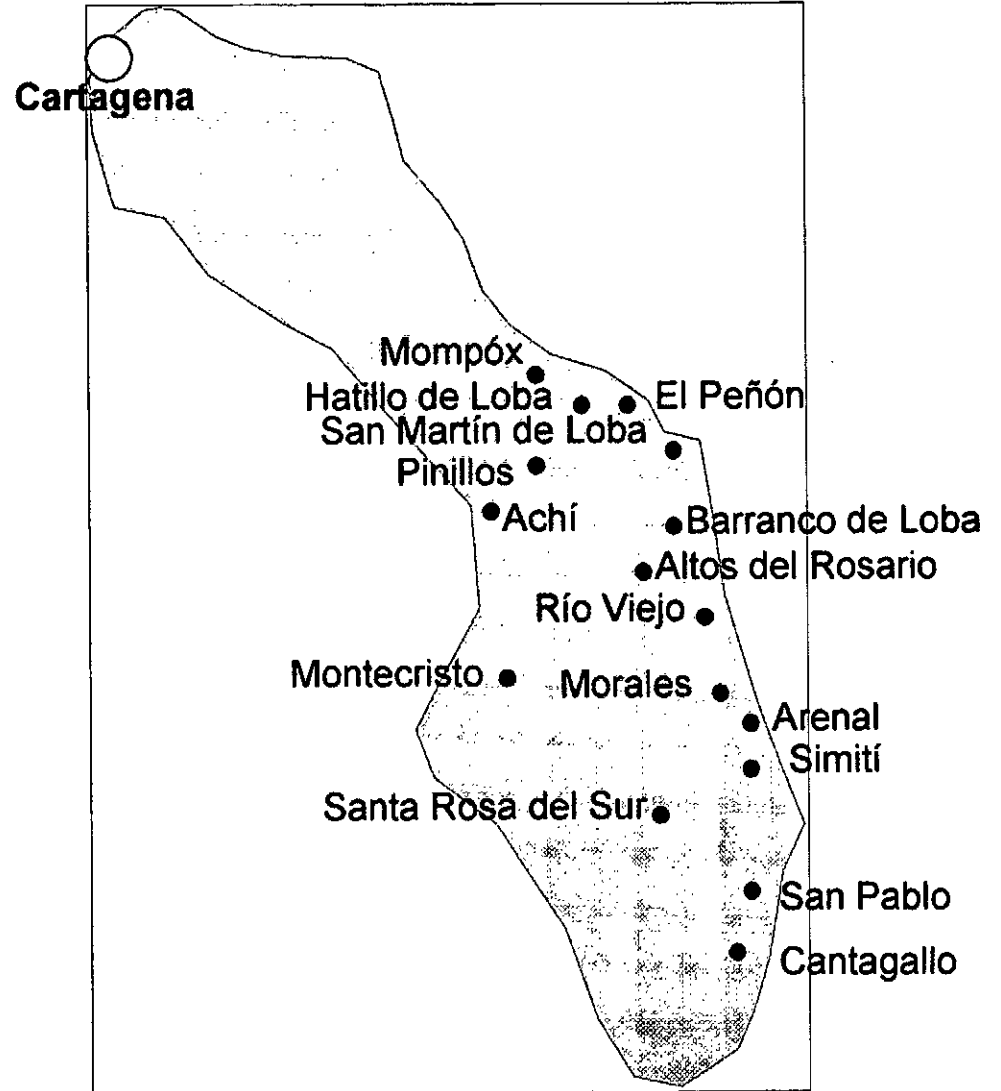 Cartagena
Mompóx
Hatillo de Loba
El Peñón
San Martín de Loba
Pinillos
Achí
Barranco de Loba
Altos del Rosario
Río Viejo
Montecristo
Morales
Arenal
Simití
Santa Rosa del Sur
San Pablo
Cantagallo